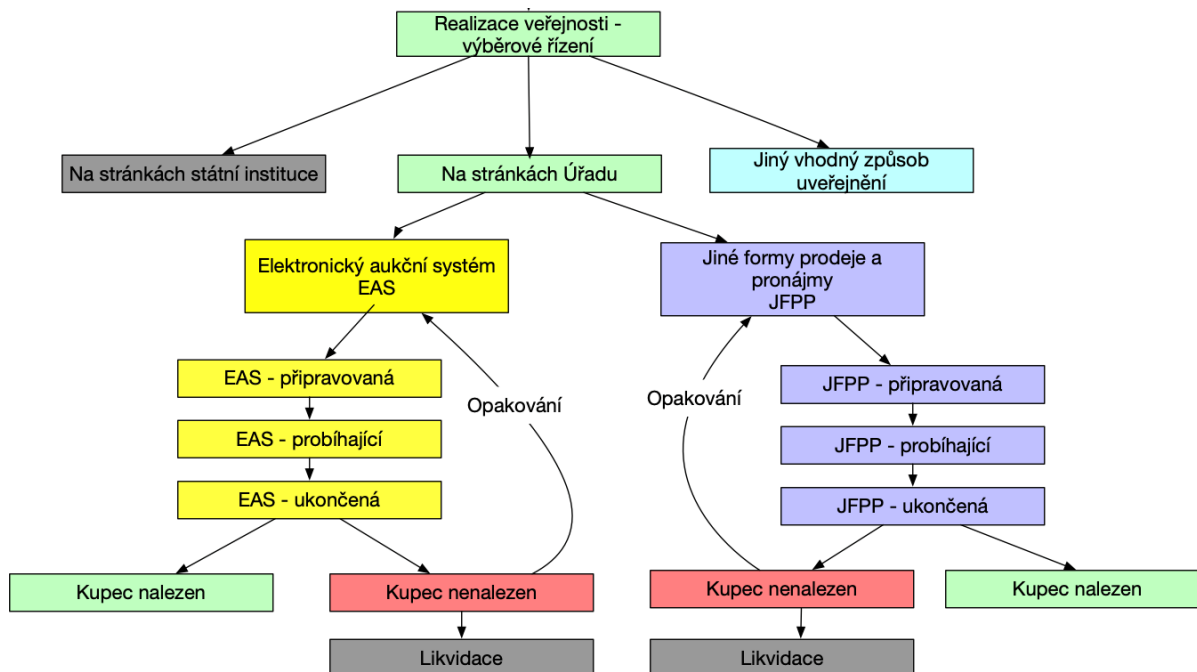 Realizace veřejnosti -
výběrové řízení
Na stránkách státní instituce
Na stránkách Úřadu
Jiný vhodný způsob
uveřejnění
Elektronický aukční systém
EAS
Jiné formy prodeje a
pronájmy
JFPP
EAS - připravovaná
Opakování
Opakování
JFPP - připravovaná
EAS - probíhající
JFPP - probíhající
EAS - ukončená
JFPP - ukončená
Kupec nalezen
Kupec nenalezen
Kupec nenalezen
Kupec nalezen
Likvidace
Likvidace